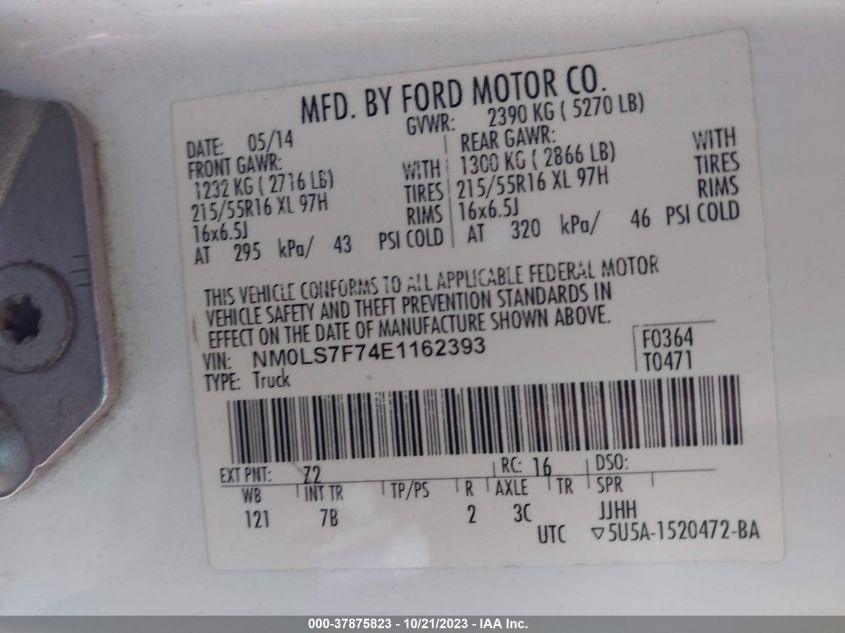 MFD. BY FORD MOTOR CO.
DATE: 05/14 GVWR: 2390 KG ( 5270 LB)
FRONT GAWR: REAR GAWR:
1232 KG ( 2716 LB) WITH 1300 KG ( 2866 LB) WITH
215/55R16 XL 97H TIRES 215/55R16 XL 97H TIRES
16x6.5J RIMS 16x6.5J RIMS
AT 295 kPa/ 43 PSI COLD AT 320 kPa/ 46 PSI COLD
THIS VEHICLE CONFORMS TO ALL APPLICABLE FEDERAL MOTOR
VEHICLE SAFETY AND THEFT PREVENTION STANDARDS IN
EFFECT ON THE DATE OF MANUFACTURE SHOWN ABOVE.
VIN: NM0LS7F74E1162393 F0364
TYPE: Truck T0471
EXT PNT: Z2 RC: 16 DSO:
WB INT TR TP/PS R AXLE TR SPR
121 7B 2 3C JJHH
UTC ▽5U5A-1520472-BA
000-37875823 - 10/21/2023 - IAA Inc.